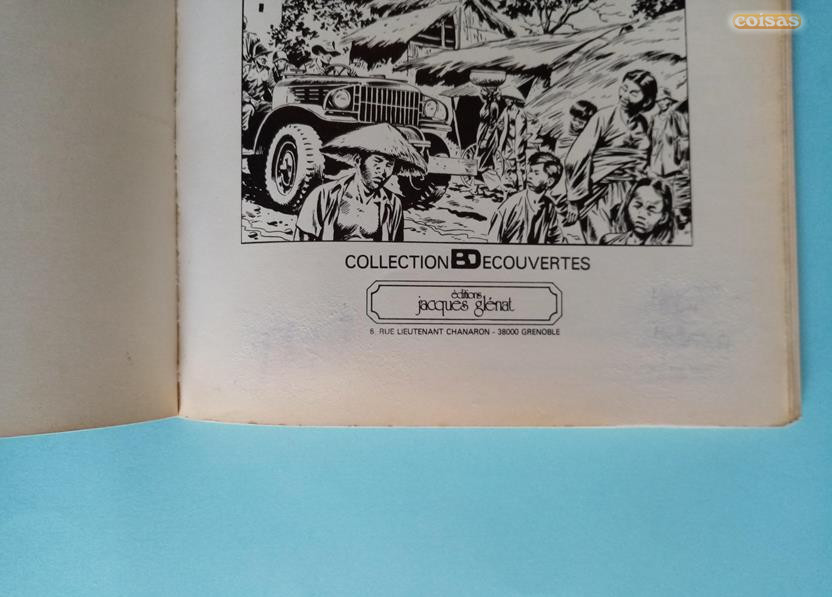 coisas
COLLECTION BDECOUVERTES
éditions
jacques glénat
6, RUE LIEUTENANT CHANARON - 38000 GRENOBLE